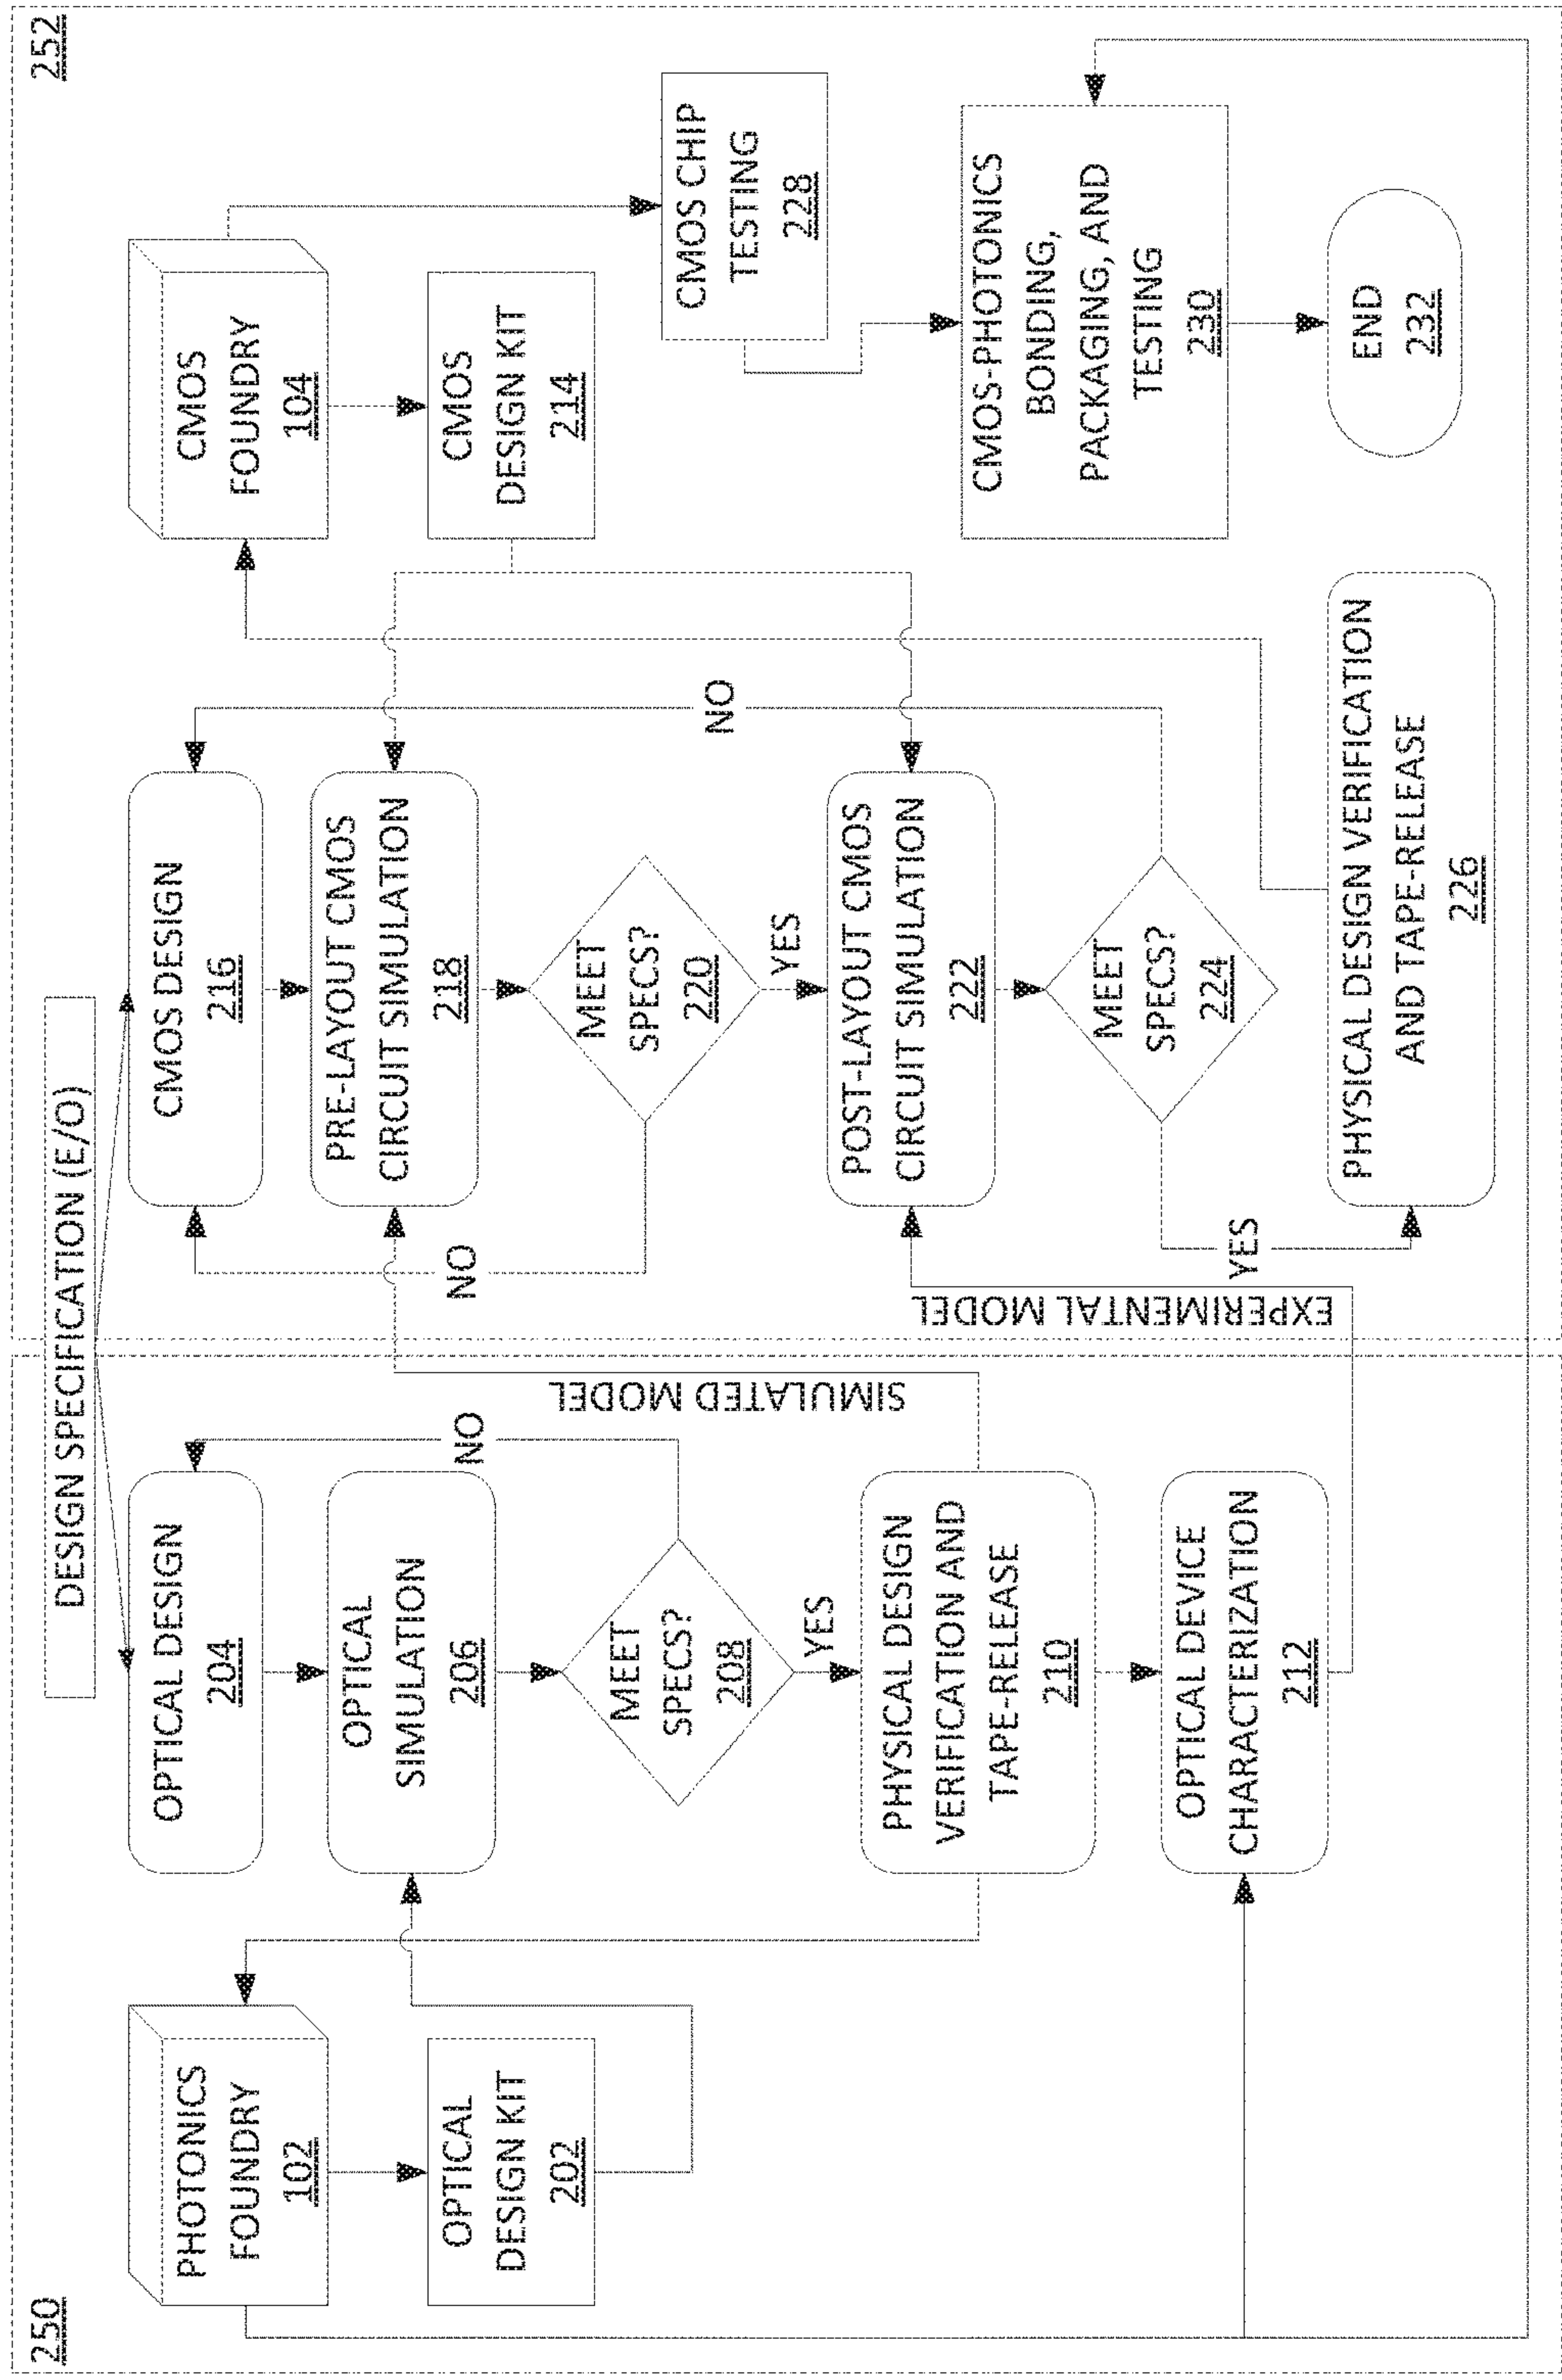 250
252
DESIGN SPECIFICATION (E/O)
PHOTONICS
FOUNDRY
102
OPTICAL
DESIGN KIT
202
OPTICAL DESIGN
204
OPTICAL
SIMULATION
206
MEET
SPECS?
208
NO
YES
PHYSICAL DESIGN
VERIFICATION AND
TAPE-RELEASE
210
OPTICAL DEVICE
CHARACTERIZATION
212
SIMULATED MODEL
EXPERIMENTAL MODEL
CMOS DESIGN
216
PRE-LAYOUT CMOS
CIRCUIT SIMULATION
218
MEET
SPECS?
220
NO
YES
POST-LAYOUT CMOS
CIRCUIT SIMULATION
222
MEET
SPECS?
224
NO
YES
PHYSICAL DESIGN VERIFICATION
AND TAPE-RELEASE
226
CMOS
FOUNDRY
104
CMOS
DESIGN KIT
214
CMOS CHIP
TESTING
228
CMOS-PHOTONICS
BONDING,
PACKAGING, AND
TESTING
230
END
232